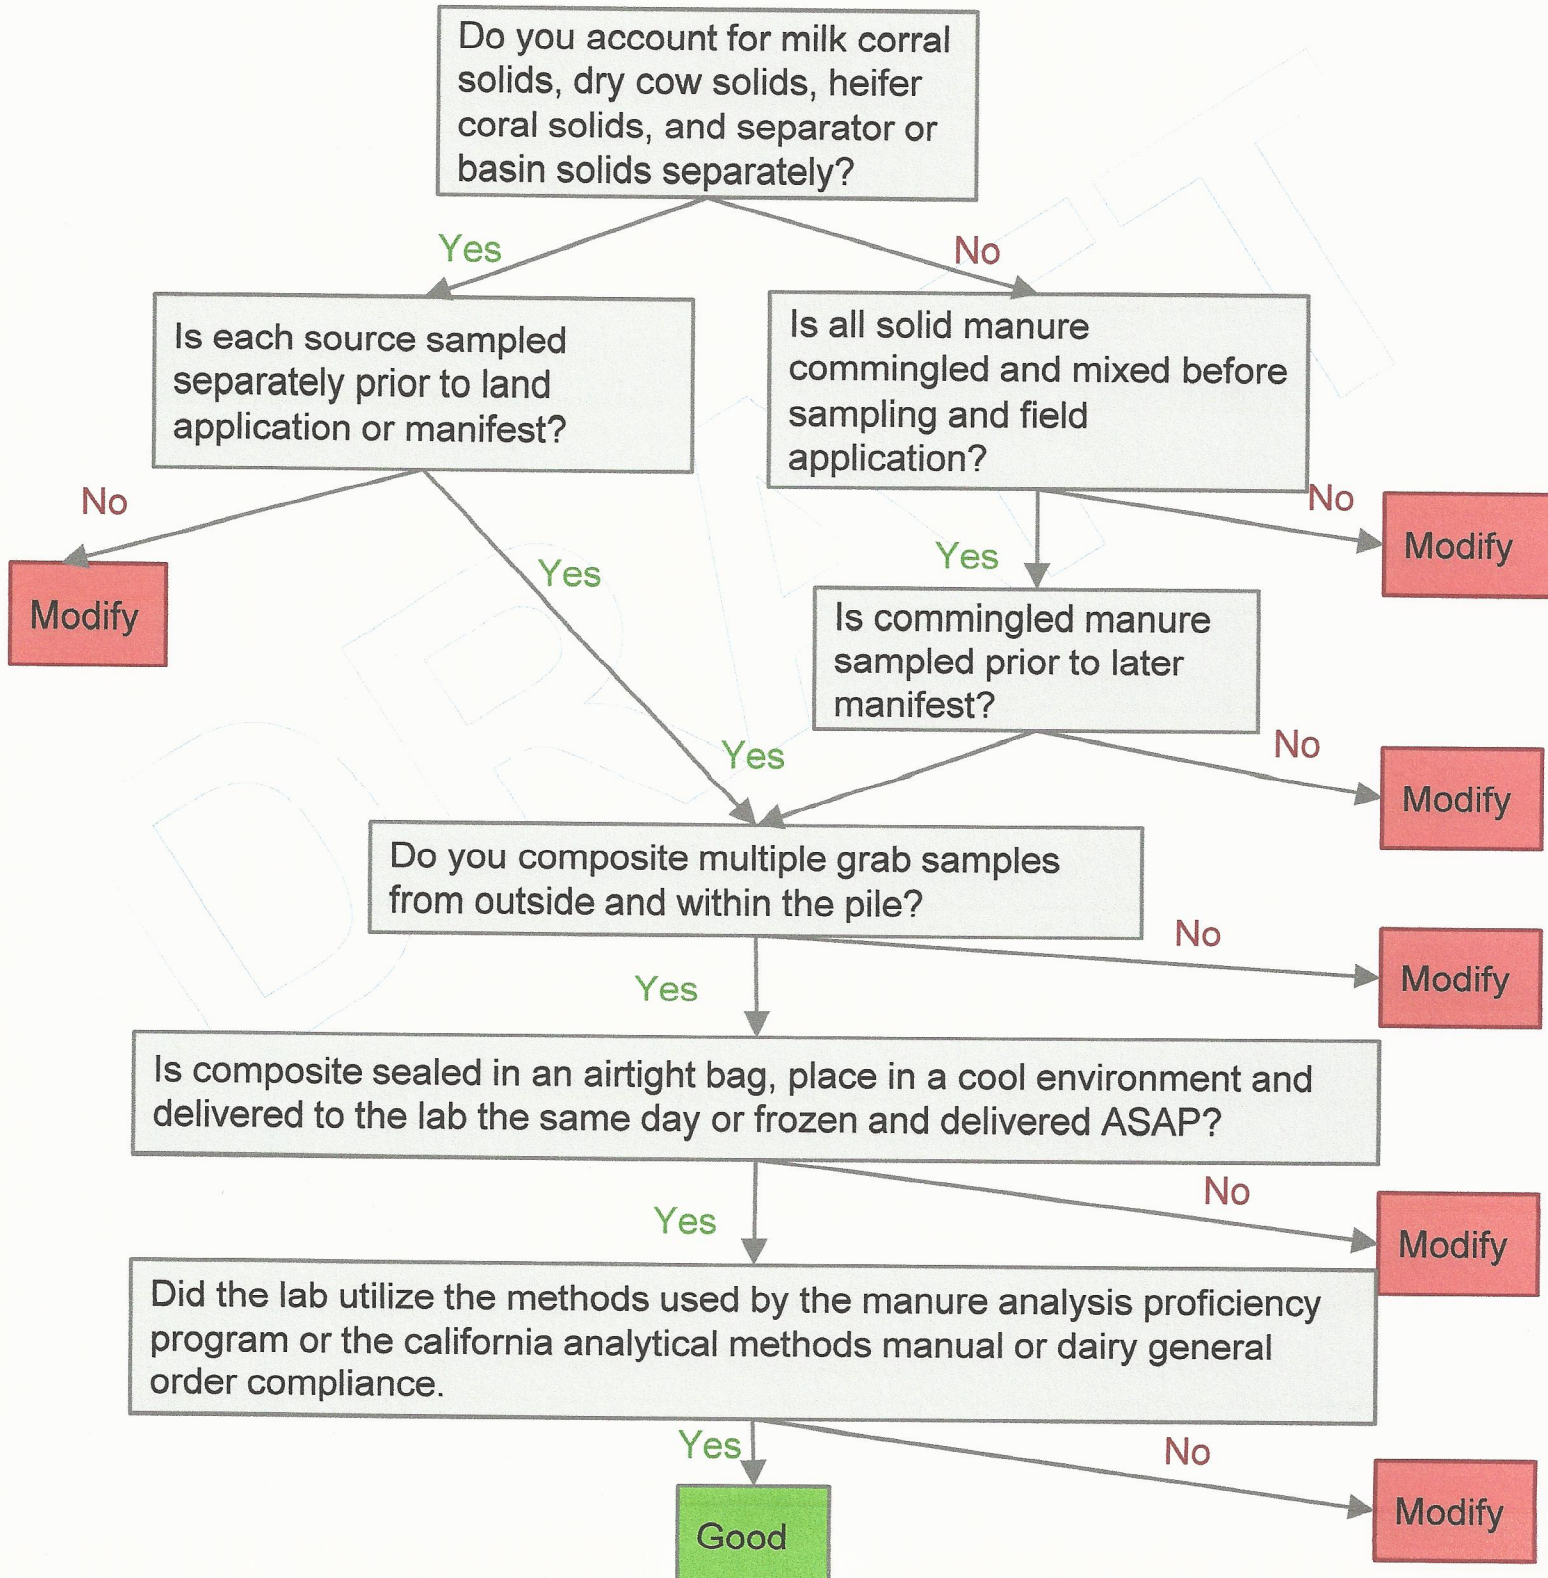 Do you account for milk corral
solids, dry cow solids, heifer
coral solids, and separator or
basin solids separately?
Yes
No
Is each source sampled
separately prior to land
application or manifest?
Is all solid manure
commingled and mixed before
sampling and field
application?
No
Yes
Yes
No
Modify
Modify
Is commingled manure
sampled prior to later
manifest?
Yes
No
Modify
Do you composite multiple grab samples
from outside and within the pile?
No
Modify
Yes
Is composite sealed in an airtight bag, place in a cool environment and
delivered to the lab the same day or frozen and delivered ASAP?
No
Yes
Modify
Did the lab utilize the methods used by the manure analysis proficiency
program or the california analytical methods manual or dairy general
order compliance.
Yes
No
Modify
Good
DRAFT